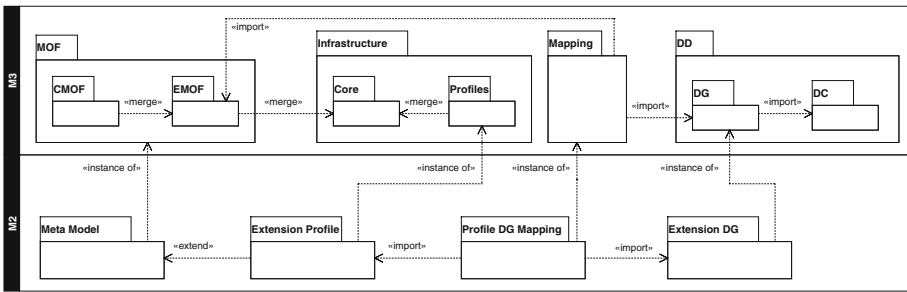 M3
MOF
CMOF
«merge»
EMOF
«import»
«merge»
Infrastructure
Core
«merge»
Profiles
Mapping
«import»
DD
DG
«import»
DC
«instance of»
«instance of»
«instance of»
«instance of»
M2
Meta Model
«extend»
Extension Profile
«import»
Profile DG Mapping
«import»
Extension DG